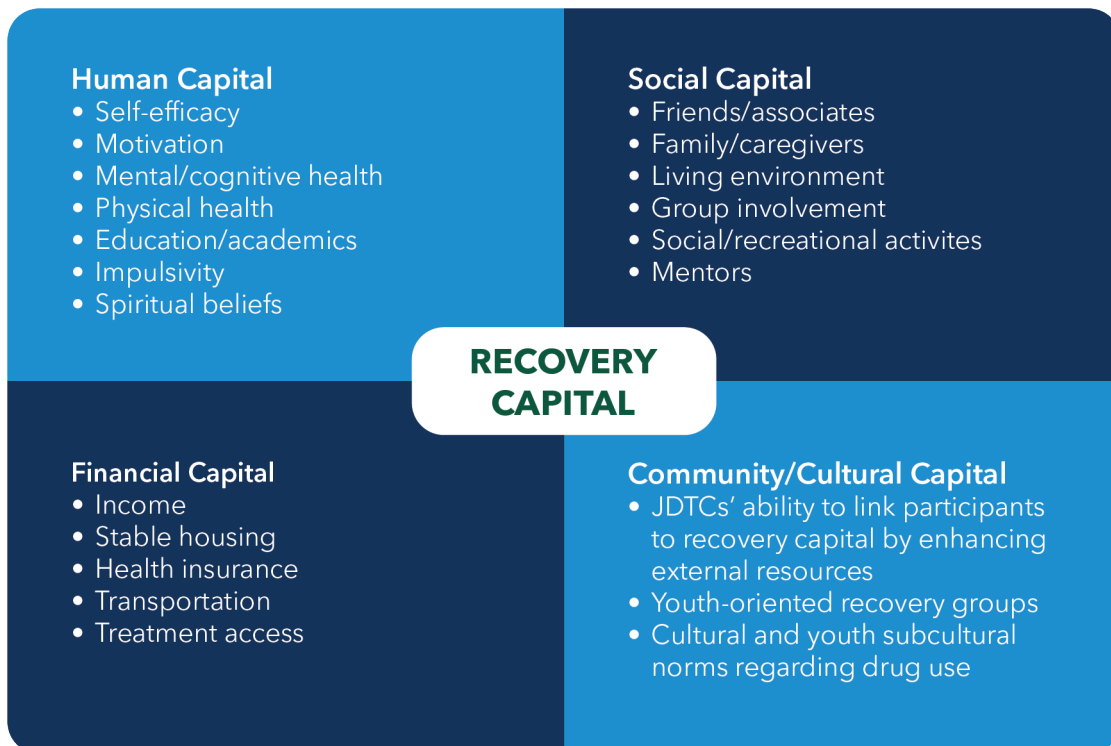 Human Capital
• Self-efficacy
• Motivation
• Mental/cognitive health
• Physical health
• Education/academics
• Impulsivity
• Spiritual beliefs
Social Capital
• Friends/associates
• Family/caregivers
• Living environment
• Group involvement
• Social/recreational activites
• Mentors
RECOVERY
CAPITAL
Financial Capital
• Income
• Stable housing
• Health insurance
• Transportation
• Treatment access
Community/Cultural Capital
• JDTCs’ ability to link participants
to recovery capital by enhancing
external resources
• Youth-oriented recovery groups
• Cultural and youth subcultural
norms regarding drug use